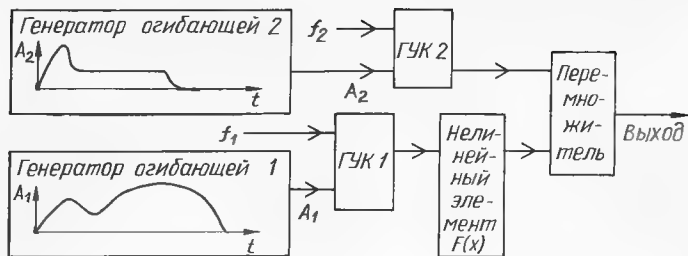 Генератор огибающей 2
A₂
t
f₂
A₂
ГУК 2
Пере-
мно-
жи-
тель
Выход
f₁
Генератор огибающей 1
A₁
t
A₁
ГУК 1
Нели-
ней-
ный
эле-
мент
F(x)